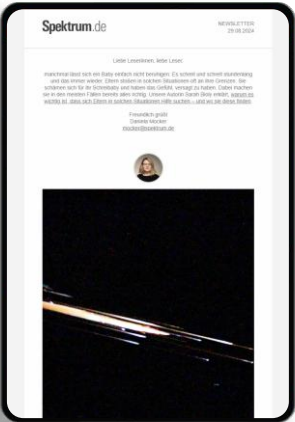 Spektrum.de
NEWSLETTER
29.08.2024
Liebe Leserinnen, liebe Leser,
manchmal lässt sich ein Baby einfach nicht beruhigen: Es schreit und schreit stundenlang
und das immer wieder. Eltern stoßen in solchen Situationen oft an ihre Grenzen. Sie
schämen sich für ihr Schreibaby und haben das Gefühl, versagt zu haben. Dabei machen
sie in den meisten Fällen bereits alles richtig. Unsere Autorin Sarah erklärt, warum es
wichtig ist, dass sich Eltern in solchen Situationen Hilfe suchen – und wo sie diese finden.
Freundlich grüßt
Daniela Mocker
mocker@spektrum.de